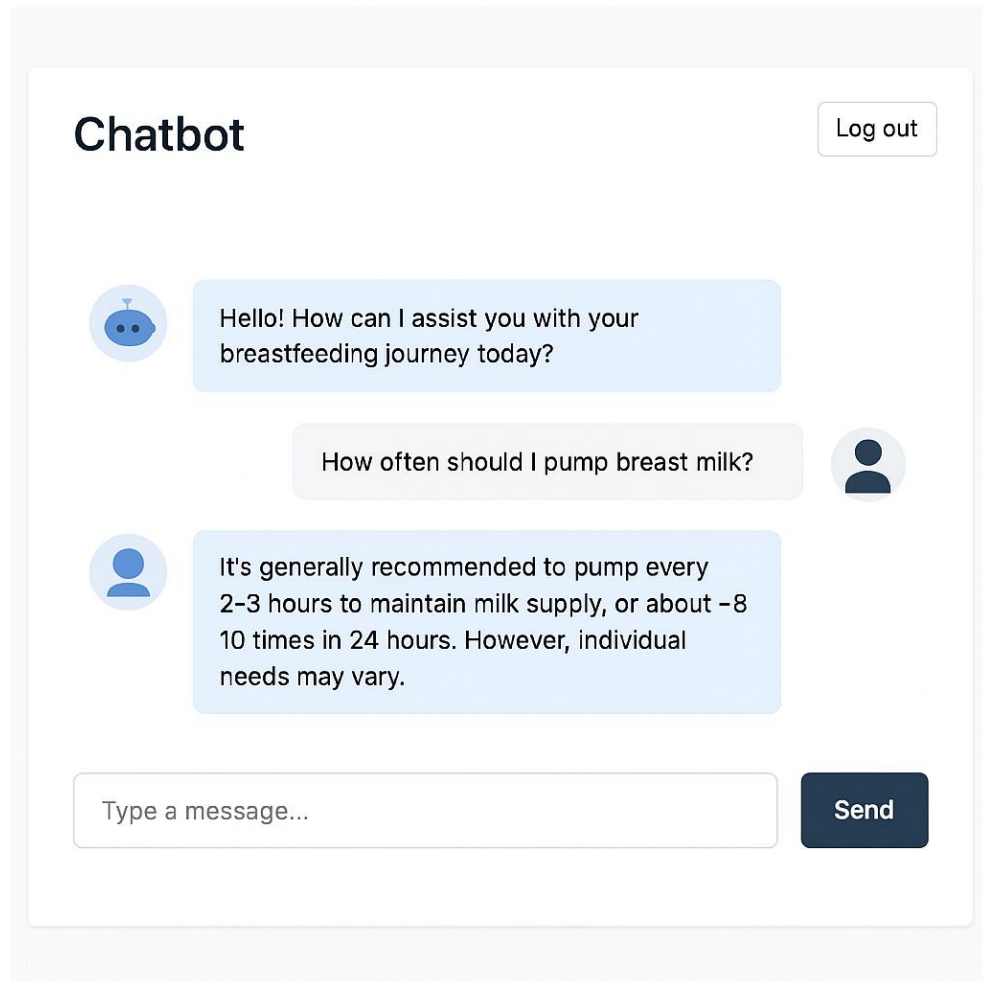 Chatbot
Log out
Hello! How can I assist you with your
breastfeeding journey today?
How often should I pump breast milk?
It's generally recommended to pump every
2–3 hours to maintain milk supply, or about –8
10 times in 24 hours. However, individual
needs may vary.
Type a message...
Send